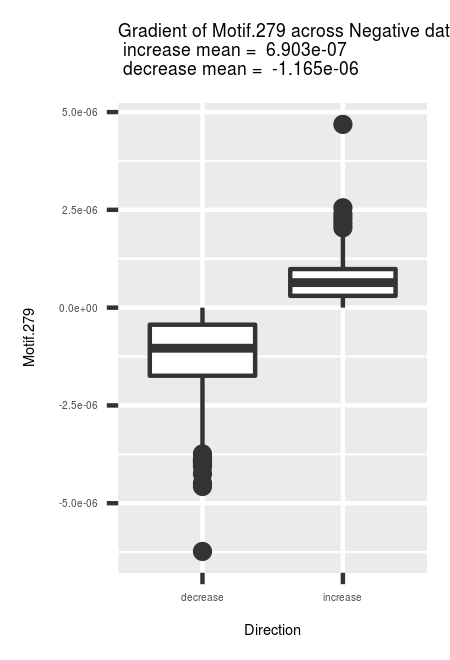 Gradient of Motif.279 across Negative dat
increase mean =  6.903e-07
decrease mean =  -1.165e-06
5.0e-06
2.5e-06
0.0e+00
-2.5e-06
-5.0e-06
Motif.279
decrease
increase
Direction